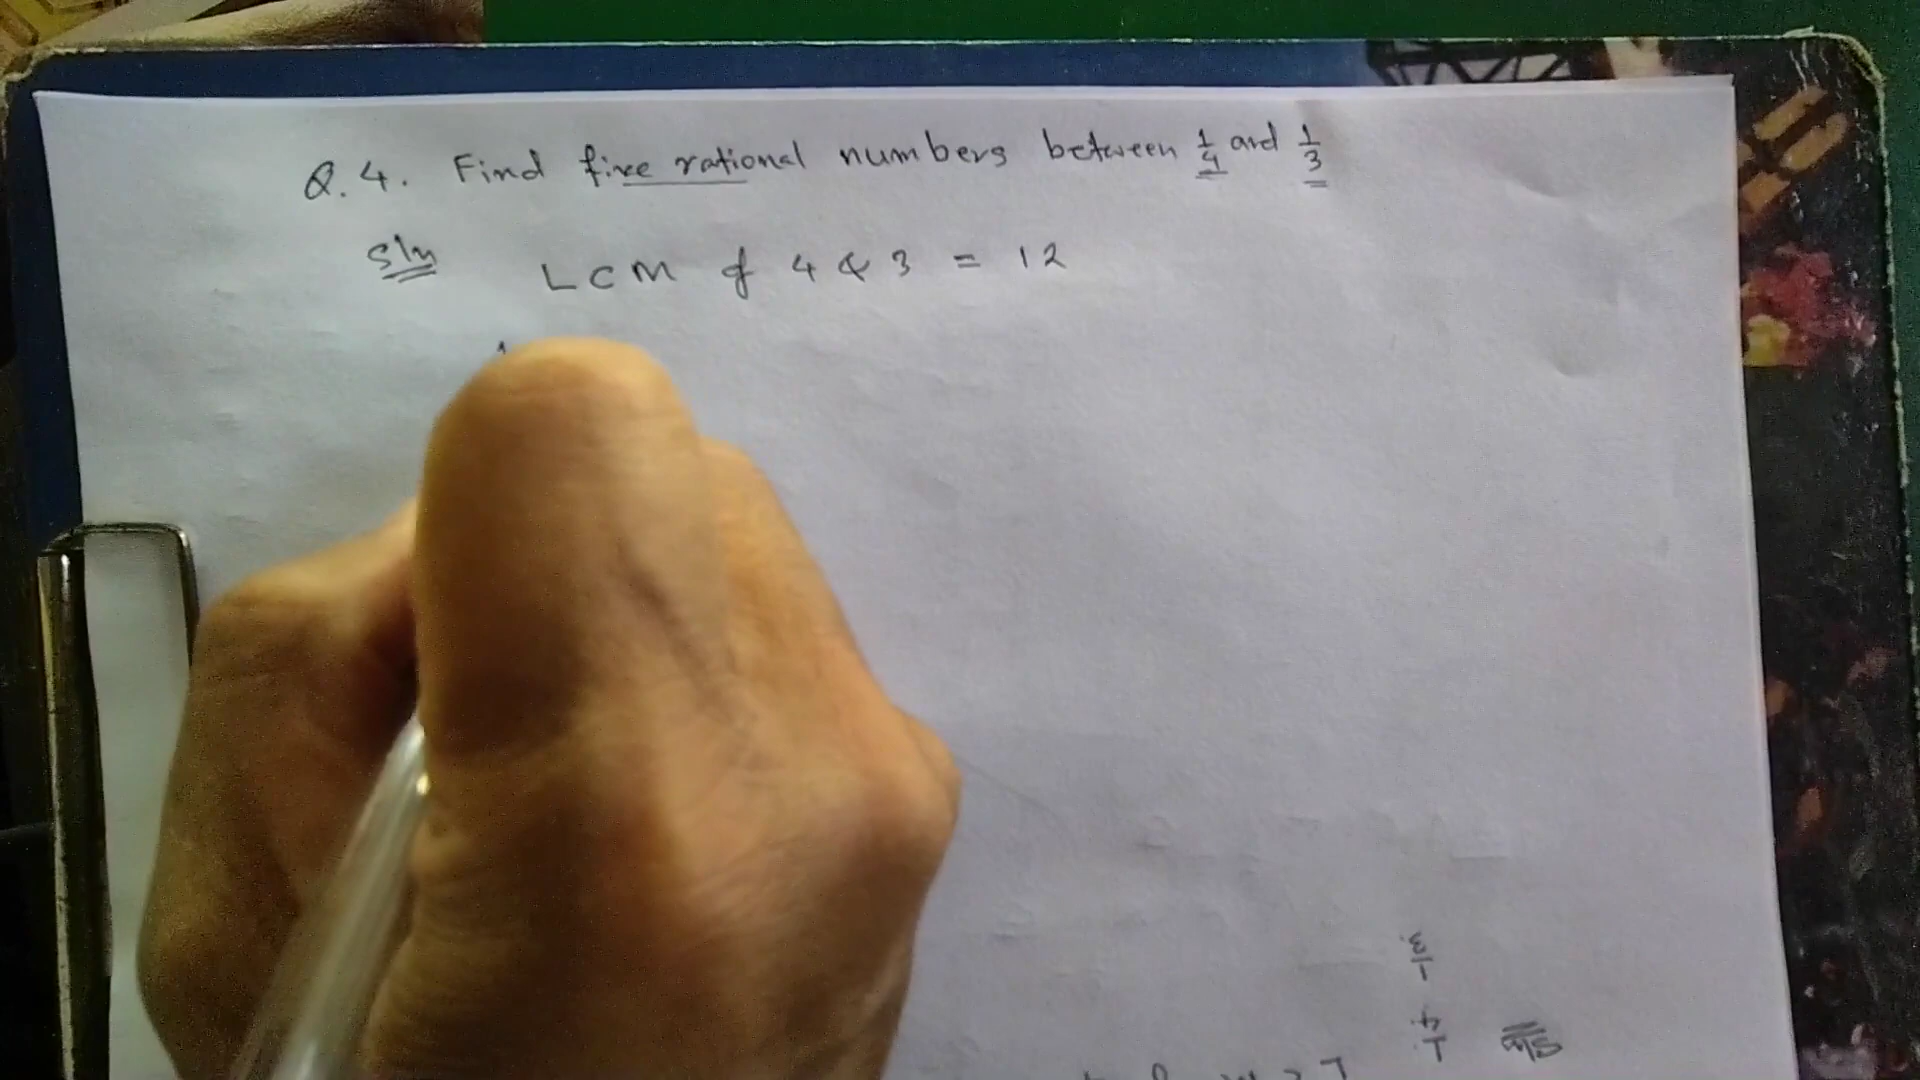 Q.4. Find five rational numbers between 1/4 and 1/3
Sln LCM of 4 & 3 = 12